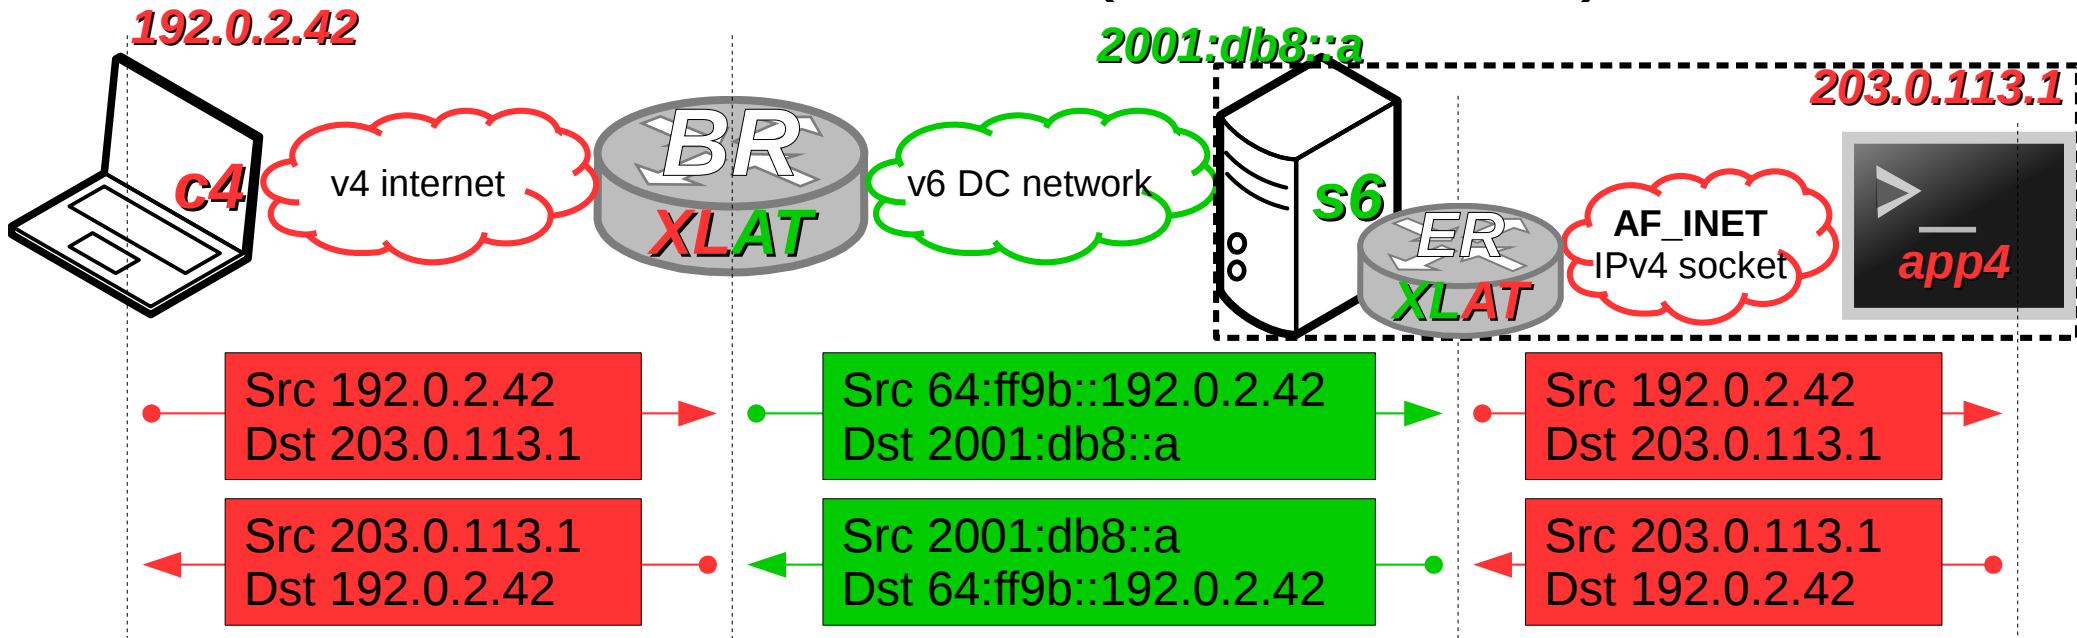 192.0.2.42
2001:db8::a
203.0.113.1
c4
v4 internet
BR
XLAT
v6 DC network
s6
ER
XLAT
AF_INET
IPv4 socket
>_
app4
Src 192.0.2.42
Dst 203.0.113.1
Src 64:ff9b::192.0.2.42
Dst 2001:db8::a
Src 192.0.2.42
Dst 203.0.113.1
Src 203.0.113.1
Dst 192.0.2.42
Src 2001:db8::a
Dst 64:ff9b::192.0.2.42
Src 203.0.113.1
Dst 192.0.2.42